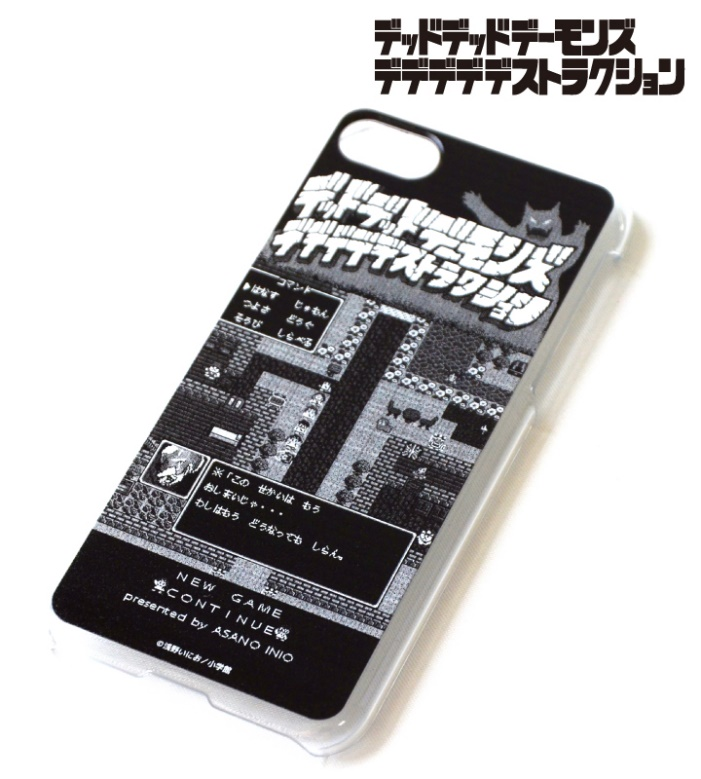 デッドデッドデーモンズ
デデデデデストラクション
デッドデッドデーモンズ
デデデデデストラクション
コマンド
▶はなす じゅもん
つよさ どうぐ
そうび しらべる
※「この せかいは もう
おしまいじゃ・・・
わしはもう どうなっても しらん。
NEW GAME
CONTINUE
presented by ASANO INIO
©浅野いにお/小学館